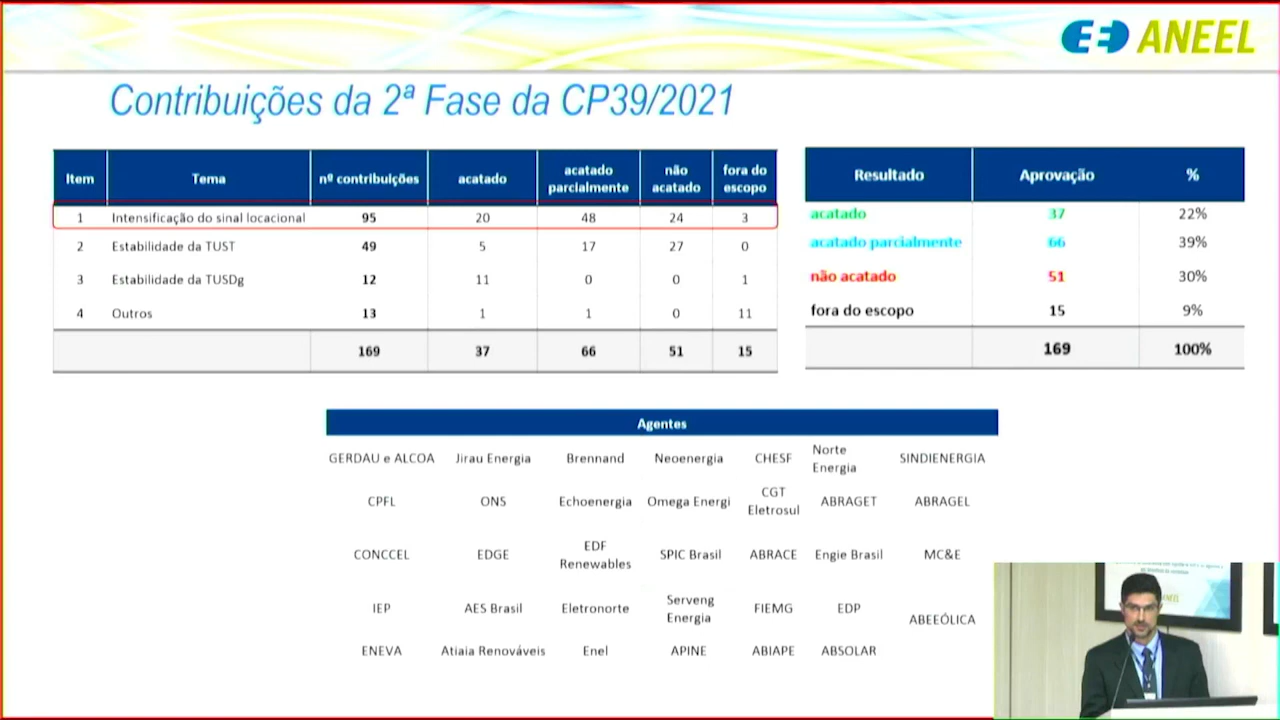 ANEEL
Contribuições da 2ª Fase da CP39/2021
Item Tema nº contribuições acatado acatado parcialmente não acatado fora do escopo
1 Intensificação do sinal locacional 95 20 48 24 3
2 Estabilidade da TUST 49 5 17 27 0
3 Estabilidade da TUSDg 12 11 0 0 1
4 Outros 13 1 1 0 11
169 37 66 51 15
Resultado Aprovação %
acatado 37 22%
acatado parcialmente 66 39%
não acatado 51 30%
fora do escopo 15 9%
169 100%
Agentes
GERDAU e ALCOA Jirau Energia Brennand Neoenergia CHESF Norte Energia SINDIENERGIA
CPFL ONS Echoenergia Omega Energi CGT Eletrosul ABRAGET ABRAGEL
CONCCEL EDGE EDF Renewables SPIC Brasil ABRACE Engie Brasil MC&E
IEP AES Brasil Eletronorte Serveng Energia FIEMG EDP ABEEÓLICA
ENEVA Atiaia Renováveis Enel APINE ABIAPE ABSOLAR
ANEEL